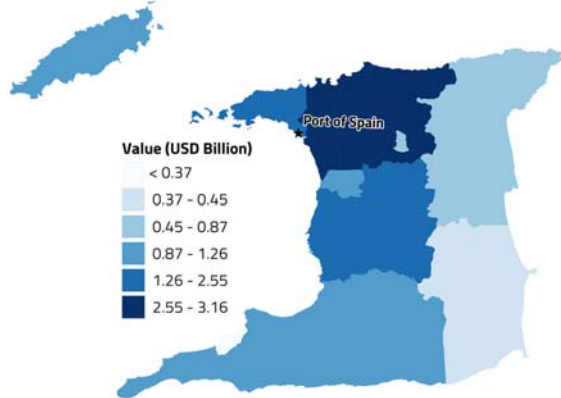 Port of Spain
Value (USD Billion)
< 0.37
0.37 - 0.45
0.45 - 0.87
0.87 - 1.26
1.26 - 2.55
2.55 - 3.16